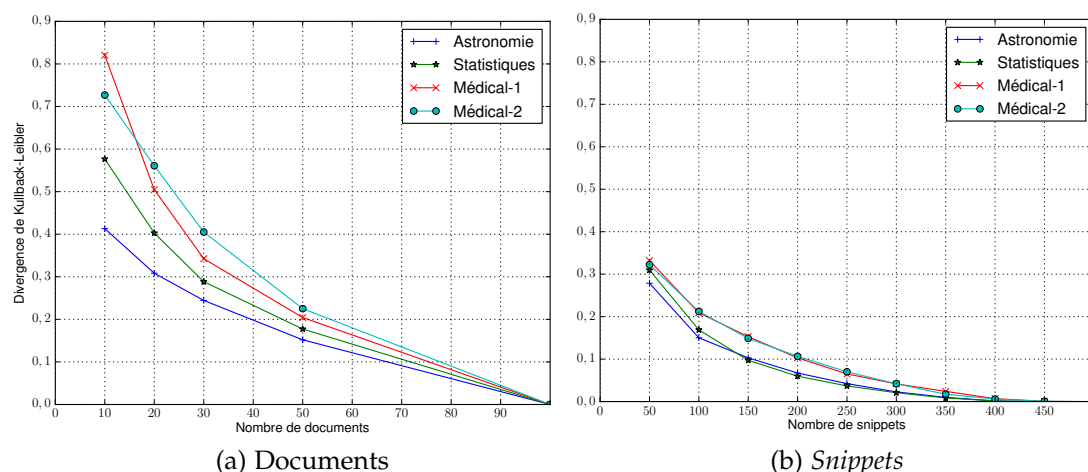 0,9
0,8
0,7
0,6
0,5
0,4
0,3
0,2
0,1
0,0
Divergence de Kullback-Leibler
0 10 20 30 40 50 60 70 80 90
Nombre de documents
Astronomie
Statistiques
Médical-1
Médical-2
(a) Documents
0,9
0,8
0,7
0,6
0,5
0,4
0,3
0,2
0,1
0,0
0 50 100 150 200 250 300 350 400 450
Nombre de snippets
Astronomie
Statistiques
Médical-1
Médical-2
(b) Snippets